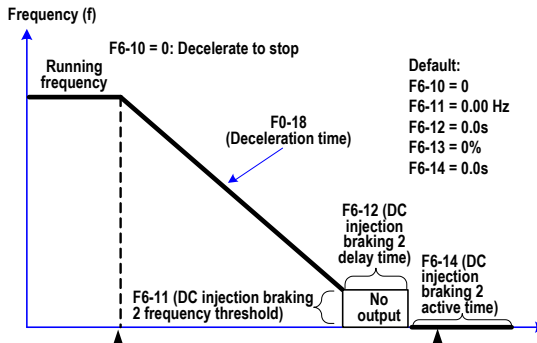 Frequency (f)
F6-10 = 0: Decelerate to stop
Running
frequency
Default:
F6-10 = 0
F6-11 = 0.00 Hz
F6-12 = 0.0s
F6-13 = 0%
F6-14 = 0.0s
F0-18
(Deceleration time)
F6-12 (DC
injection
braking 2
delay time)
F6-14 (DC
injection
braking 2
active time)
F6-11 (DC injection braking
2 frequency threshold)
No
output